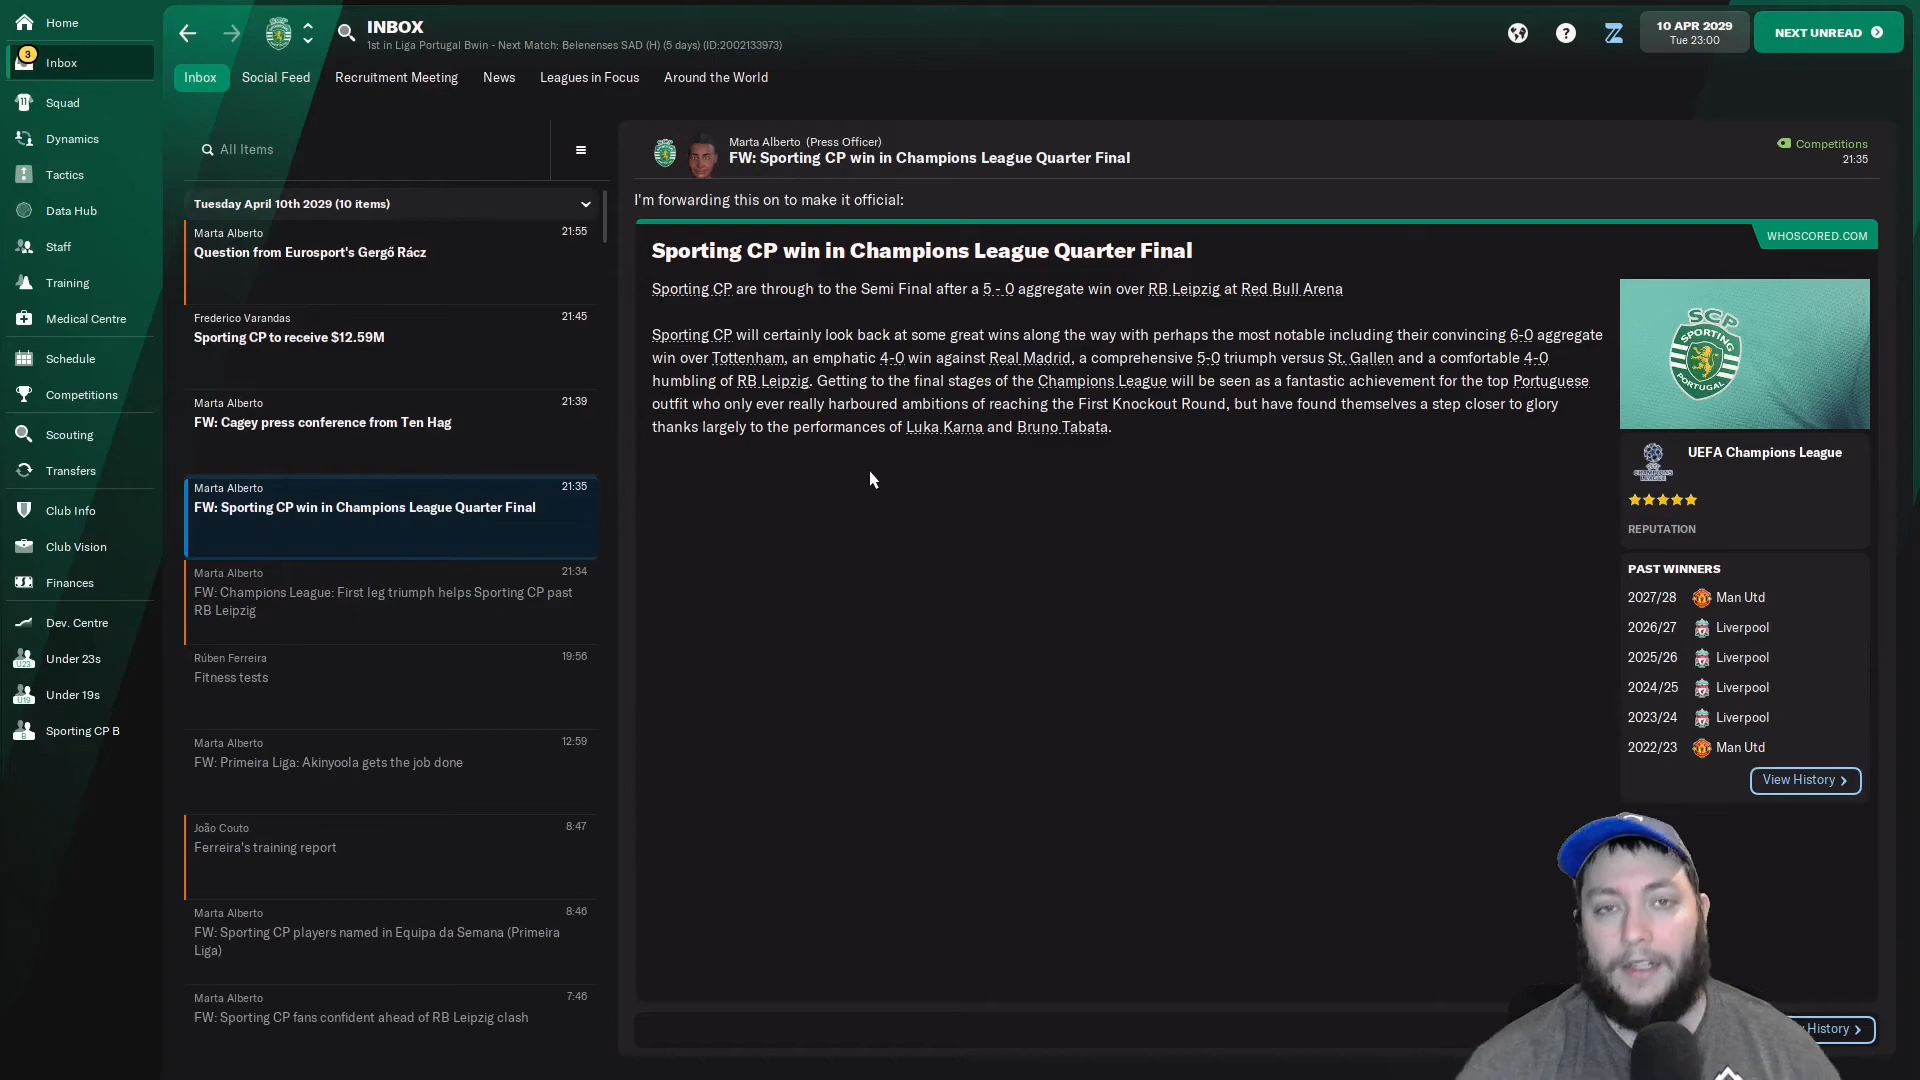 Home
3
Inbox
Squad
Dynamics
Tactics
Data Hub
Staff
Training
Medical Centre
Schedule
Competitions
Scouting
Transfers
Club Info
Club Vision
Finances
Dev. Centre
U23
Under 23s
U19
Under 19s
B
Sporting CP B
INBOX
1st in Liga Portugal Bwin - Next Match: Belenenses SAD (H) (5 days) (ID:2002133973)
10 APR 2029
Tue 23:00
NEXT UNREAD
Inbox
Social Feed
Recruitment Meeting
News
Leagues in Focus
Around the World
All Items
Tuesday April 10th 2029 (10 items)
Marta Alberto 21:55
Question from Eurosport's Gergő Rácz
Frederico Varandas 21:45
Sporting CP to receive $12.59M
Marta Alberto 21:39
FW: Cagey press conference from Ten Hag
Marta Alberto 21:35
FW: Sporting CP win in Champions League Quarter Final
Marta Alberto 21:34
FW: Champions League: First leg triumph helps Sporting CP past
RB Leipzig
Rúben Ferreira 19:56
Fitness tests
Marta Alberto 12:59
FW: Primeira Liga: Akinyoola gets the job done
João Couto 8:47
Ferreira's training report
Marta Alberto 8:46
FW: Sporting CP players named in Equipa da Semana (Primeira
Liga)
Marta Alberto 7:46
FW: Sporting CP fans confident ahead of RB Leipzig clash
Marta Alberto (Press Officer)
FW: Sporting CP win in Champions League Quarter Final
Competitions
21:35
I'm forwarding this on to make it official:
WHOSCORED.COM
Sporting CP win in Champions League Quarter Final
Sporting CP are through to the Semi Final after a 5 - 0 aggregate win over RB Leipzig at Red Bull Arena
Sporting CP will certainly look back at some great wins along the way with perhaps the most notable including their convincing 6-0 aggregate
win over Tottenham, an emphatic 4-0 win against Real Madrid, a comprehensive 5-0 triumph versus St. Gallen and a comfortable 4-0
humbling of RB Leipzig. Getting to the final stages of the Champions League will be seen as a fantastic achievement for the top Portuguese
outfit who only ever really harboured ambitions of reaching the First Knockout Round, but have found themselves a step closer to glory
thanks largely to the performances of Luka Karna and Bruno Tabata.
SCP
SPORTING
PORTUGAL
UEFA Champions League
REPUTATION
PAST WINNERS
2027/28 Man Utd
2026/27 Liverpool
2025/26 Liverpool
2024/25 Liverpool
2023/24 Liverpool
2022/23 Man Utd
View History
History